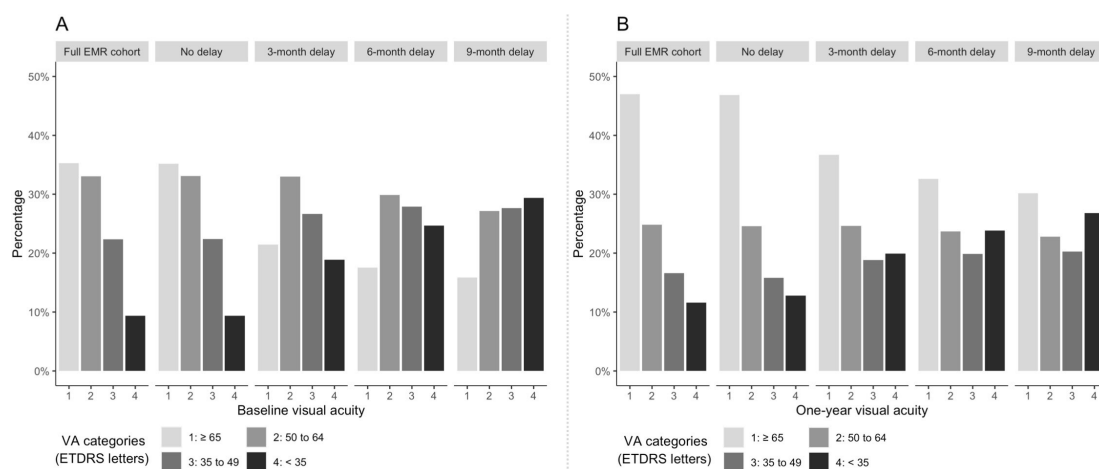 A
Full EMR cohort No delay 3-month delay 6-month delay 9-month delay
50%
40%
30%
20%
10%
0%
Percentage
1 2 3 4 1 2 3 4 1 2 3 4 1 2 3 4 1 2 3 4
Baseline visual acuity
VA categories
(ETDRS letters)
1: ≥ 65 2: 50 to 64
3: 35 to 49 4: < 35
B
Full EMR cohort No delay 3-month delay 6-month delay 9-month delay
50%
40%
30%
20%
10%
0%
Percentage
1 2 3 4 1 2 3 4 1 2 3 4 1 2 3 4 1 2 3 4
One-year visual acuity
VA categories
(ETDRS letters)
1: ≥ 65 2: 50 to 64
3: 35 to 49 4: < 35